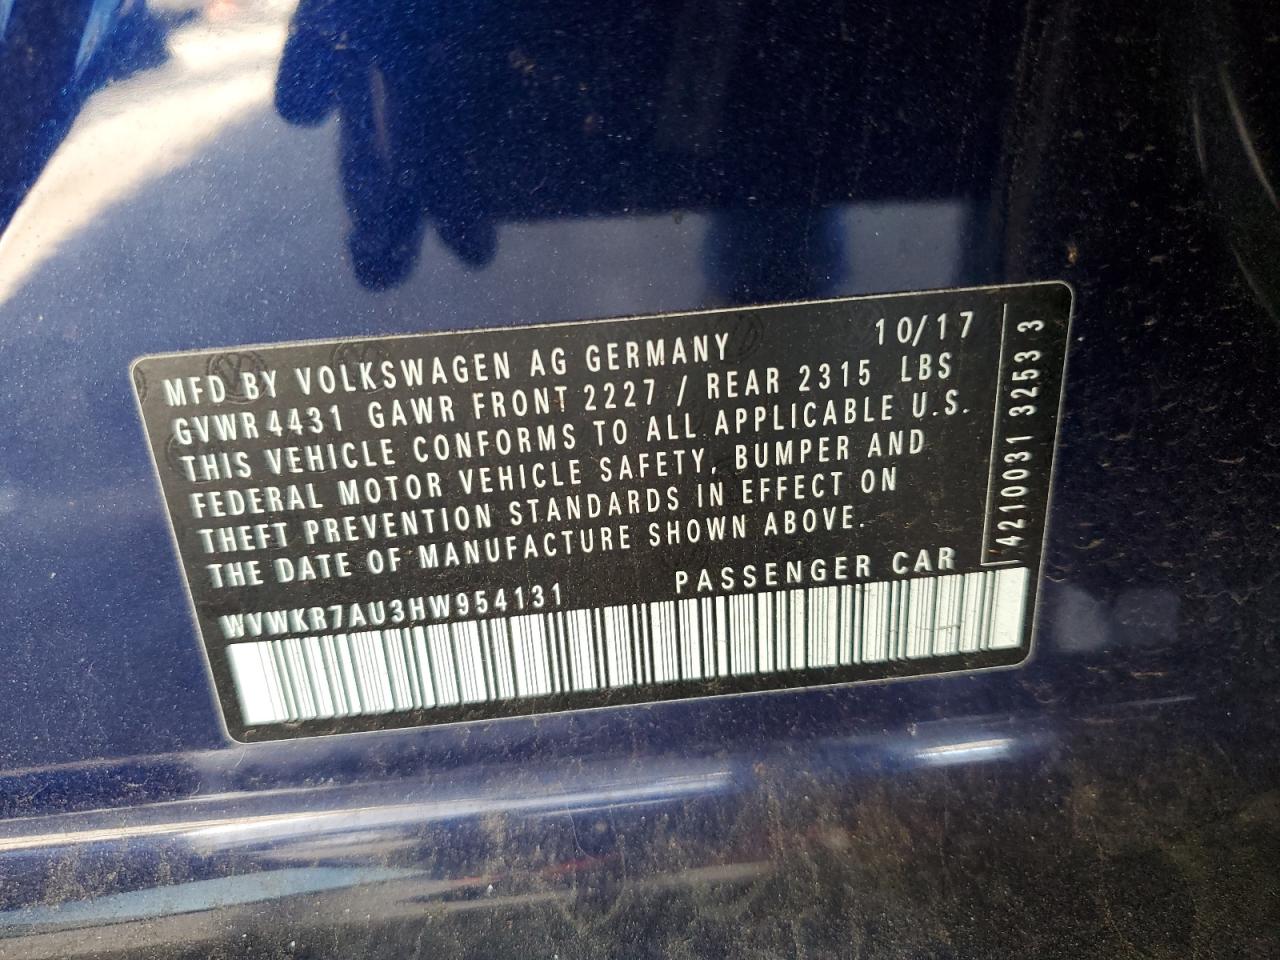 MFD BY VOLKSWAGEN AG GERMANY 10/17
GVWR 4431 GAWR FRONT 2227 / REAR 2315 LBS
THIS VEHICLE CONFORMS TO ALL APPLICABLE U.S.
FEDERAL MOTOR VEHICLE SAFETY, BUMPER AND
THEFT PREVENTION STANDARDS IN EFFECT ON
THE DATE OF MANUFACTURE SHOWN ABOVE.
WVWKR7AU3HW954131 PASSENGER CAR
4210031 3253 3